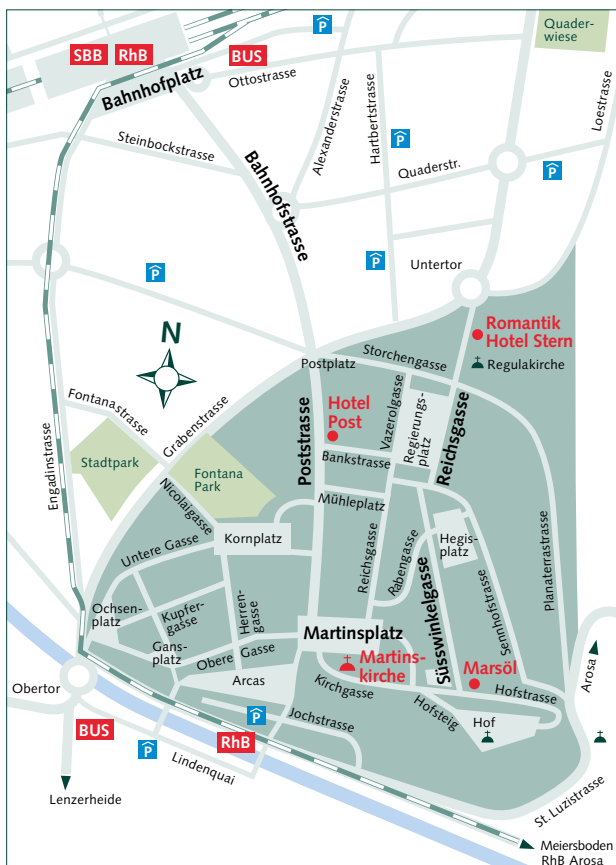 SBB
RhB
BUS
P
Quader-
wiese
Bahnhofplatz
Ottostrasse
Steinbockstrasse
Bahnhofstrasse
Alexanderstrasse
Hartbertstrasse
Loestrasse
P
Quaderstr.
P
P
P
Untertor
N
Romantik
Hotel Stern
Regulakirche
Postplatz
Storchengasse
Fontanastrasse
Grabenstrasse
Engadinstrasse
Stadtpark
Fontana
Park
Hotel
Post
Poststrasse
Vazerolgasse
Regierungs-
platz
Reichsgasse
Bankstrasse
Nicolaigasse
Mühleplatz
Kornplatz
Untere Gasse
Reichsgasse
Rabengasse
Hegis-
platz
Süsswinkelgasse
Sennhofstrasse
Planaterrastrasse
Ochsen-
platz
Kupfer-
gasse
Herren-
gasse
Gans-
platz
Obere Gasse
Martinsplatz
Martins-
kirche
Marsöl
Arosa
Arcas
Kirchgasse
Hofstrasse
Hofsteig
Hof
Obertor
P
Jochstrasse
BUS
P
RhB
Lindenquai
St. Luzistrasse
Lenzerheide
Meiersboden
RhB Arosa